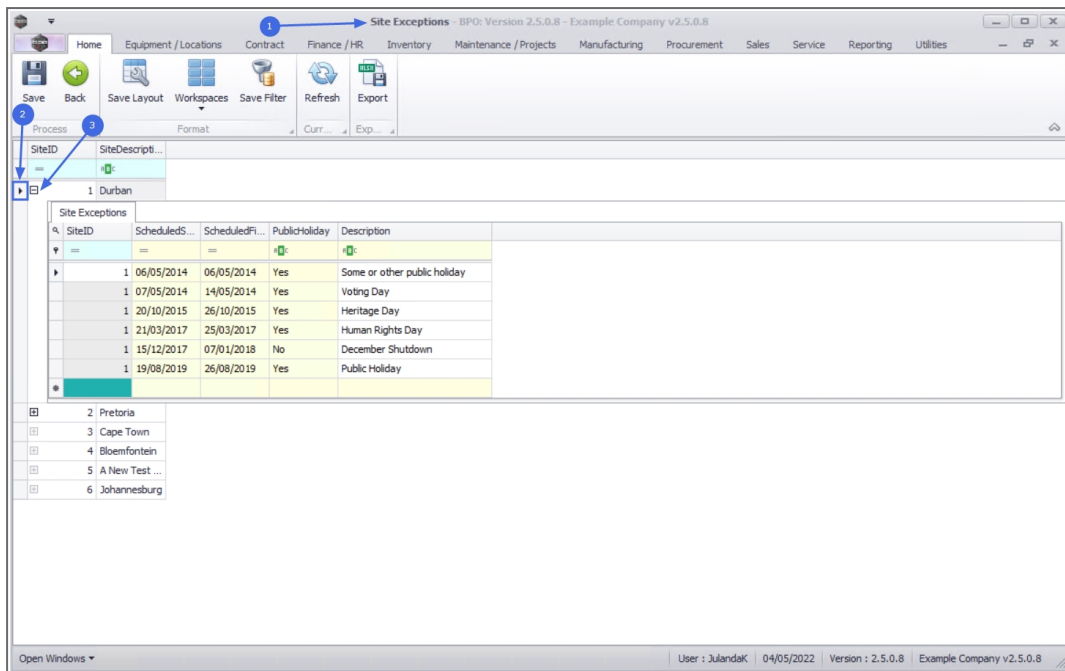 1
Site Exceptions - BPO: Version 2.5.0.8 - Example Company v2.5.0.8
Home Equipment / Locations Contract Finance / HR Inventory Maintenance / Projects Manufacturing Procurement Sales Service Reporting Utilities
Save Back Save Layout Workspaces Save Filter Refresh Export
2
3
Process Format Curr... Exp...
SiteID SiteDescripti...
= ABC
1 Durban
Site Exceptions
SiteID ScheduledS... ScheduledFi... PublicHoliday Description
= = = ABC ABC
1 06/05/2014 06/05/2014 Yes Some or other public holiday
1 07/05/2014 14/05/2014 Yes Voting Day
1 20/10/2015 26/10/2015 Yes Heritage Day
1 21/03/2017 25/03/2017 Yes Human Rights Day
1 15/12/2017 07/01/2018 No December Shutdown
1 19/08/2019 26/08/2019 Yes Public Holiday
2 Pretoria
3 Cape Town
4 Bloemfontein
5 A New Test ...
6 Johannesburg
Open Windows User : JulandaK 04/05/2022 Version : 2.5.0.8 Example Company v2.5.0.8